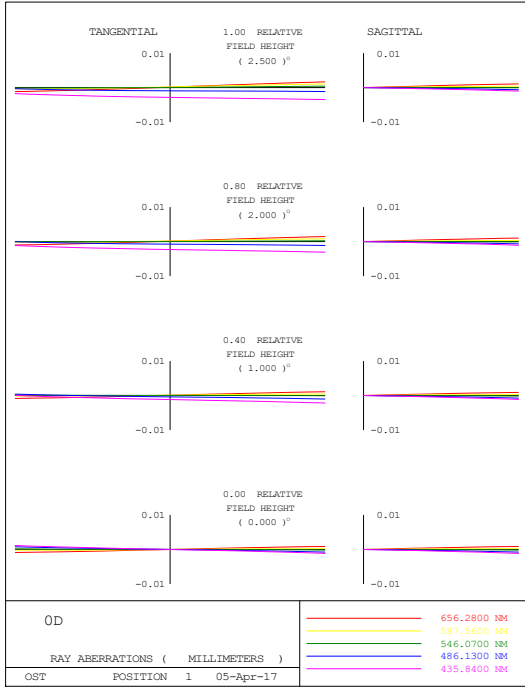 TANGENTIAL 1.00 RELATIVE SAGITTAL
FIELD HEIGHT
( 2.500 )°
0.01 0.01
-0.01 -0.01
0.80 RELATIVE
FIELD HEIGHT
( 2.000 )°
0.01 0.01
-0.01 -0.01
0.40 RELATIVE
FIELD HEIGHT
( 1.000 )°
0.01 0.01
-0.01 -0.01
0.00 RELATIVE
FIELD HEIGHT
( 0.000 )°
0.01 0.01
-0.01 -0.01
0D
RAY ABERRATIONS ( MILLIMETERS )
OST POSITION 1 05-Apr-17
656.2800 NM
NM
546.0700 NM
486.1300 NM
435.8400 NM